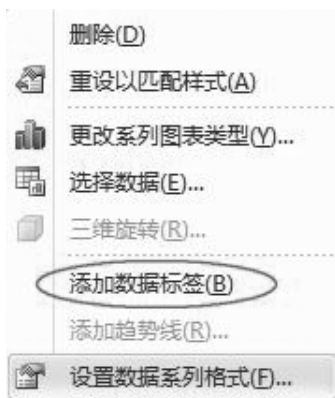 删除(D)
重设以匹配样式(A)
更改系列图表类型(Y)...
选择数据(E)...
三维旋转(R)...
添加数据标签(B)
添加趋势线(R)...
设置数据系列格式(F)...